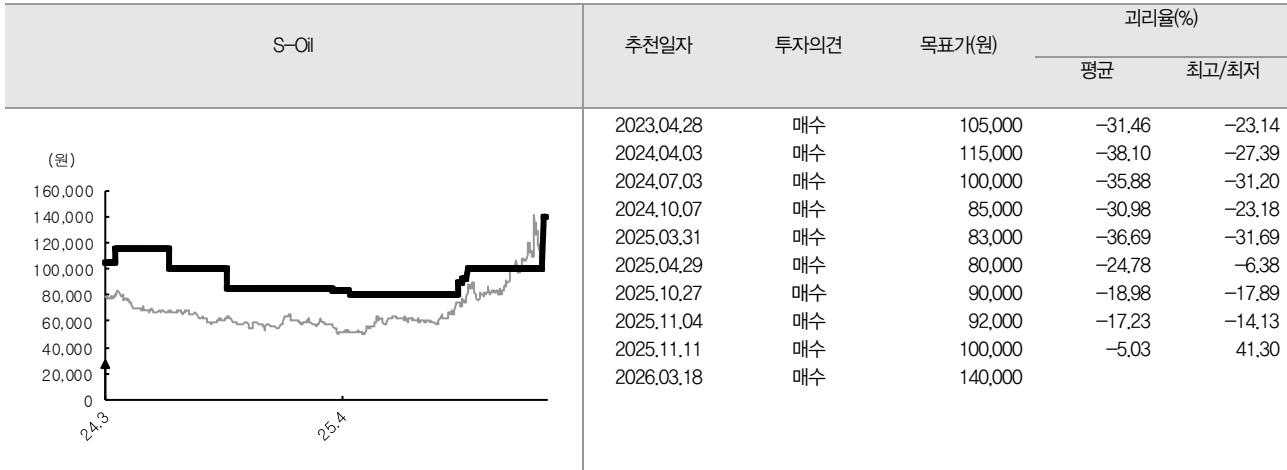 S-Oil 추천일자 투자의견 목표가(원) 괴리율(%)
평균 최고/최저
2023.04.28 매수 105,000 -31.46 -23.14
2024.04.03 매수 115,000 -38.10 -27.39
2024.07.03 매수 100,000 -35.88 -31.20
2024.10.07 매수 85,000 -30.98 -23.18
2025.03.31 매수 83,000 -36.69 -31.69
2025.04.29 매수 80,000 -24.78 -6.38
2025.10.27 매수 90,000 -18.98 -17.89
2025.11.04 매수 92,000 -17.23 -14.13
2025.11.11 매수 100,000 -5.03 41.30
2026.03.18 매수 140,000
(원)
160,000
140,000
120,000
100,000
80,000
60,000
40,000
20,000
0
24.3
25.4